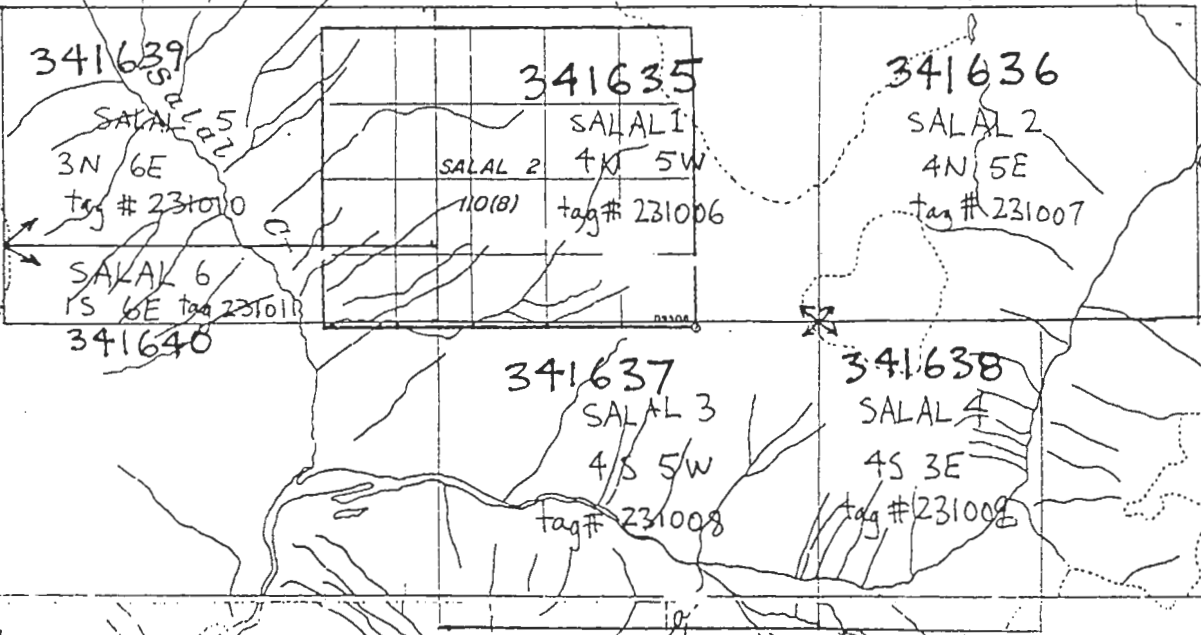 341639
Salal Cr
SALAL 5
3N 6E
tag # 231010
SALAL 6
1S 6E tag 231011
341640
341635
SALAL 1
4N 5W
tag # 231006
SALAL 2
110(8)
341636
SALAL 2
4N 5E
tag # 231007
341637
SALAL 3
4S 5W
tag # 231008
341638
SALAL 4
4S 3E
tag # 231009